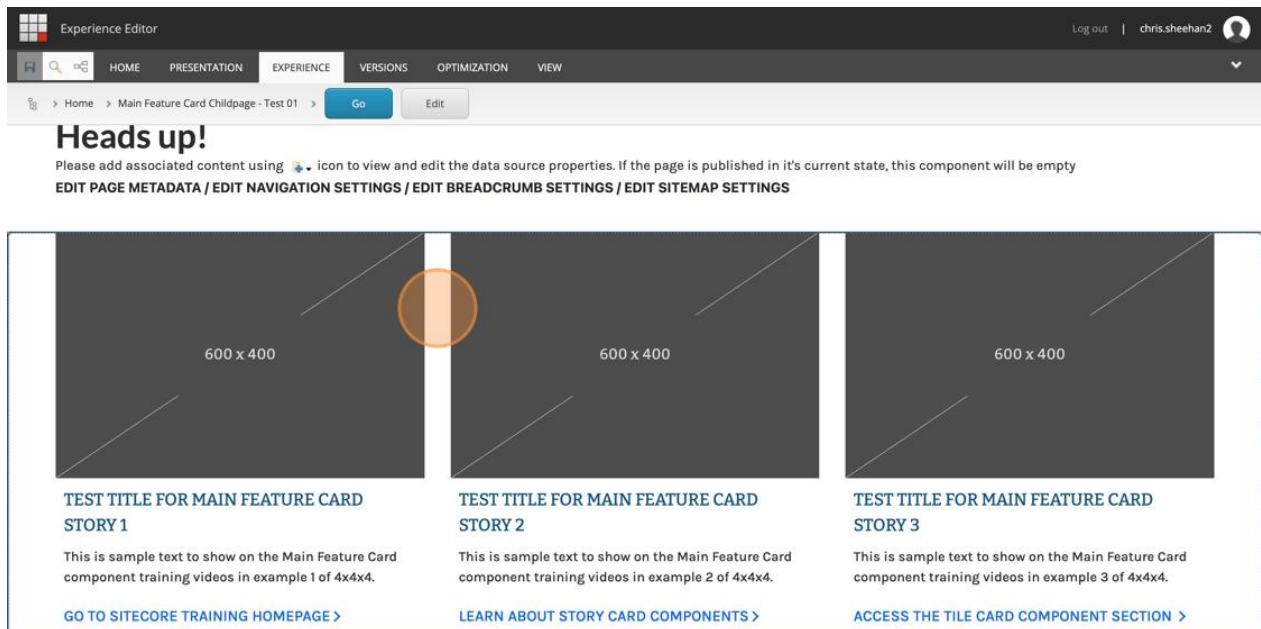 Experience Editor
Log out | chris.sheehan2
HOME PRESENTATION EXPERIENCE VERSIONS OPTIMIZATION VIEW
> Home > Main Feature Card Childpage - Test 01 > Go Edit
Heads up!
Please add associated content using icon to view and edit the data source properties. If the page is published in it's current state, this component will be empty
EDIT PAGE METADATA / EDIT NAVIGATION SETTINGS / EDIT BREADCRUMB SETTINGS / EDIT SITEMAP SETTINGS
600 x 400
TEST TITLE FOR MAIN FEATURE CARD
STORY 1
This is sample text to show on the Main Feature Card
component training videos in example 1 of 4x4x4.
GO TO SITECORE TRAINING HOMEPAGE >
600 x 400
TEST TITLE FOR MAIN FEATURE CARD
STORY 2
This is sample text to show on the Main Feature Card
component training videos in example 2 of 4x4x4.
LEARN ABOUT STORY CARD COMPONENTS >
600 x 400
TEST TITLE FOR MAIN FEATURE CARD
STORY 3
This is sample text to show on the Main Feature Card
component training videos in example 3 of 4x4x4.
ACCESS THE TILE CARD COMPONENT SECTION >